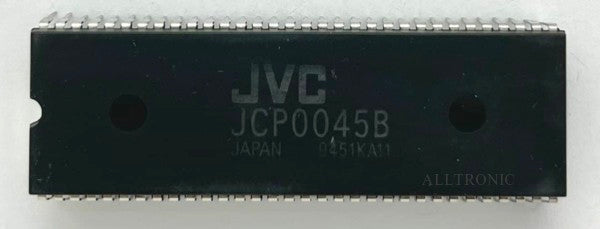 JVC
JCP0045B
JAPAN 9451KA11
ALLTRONIC